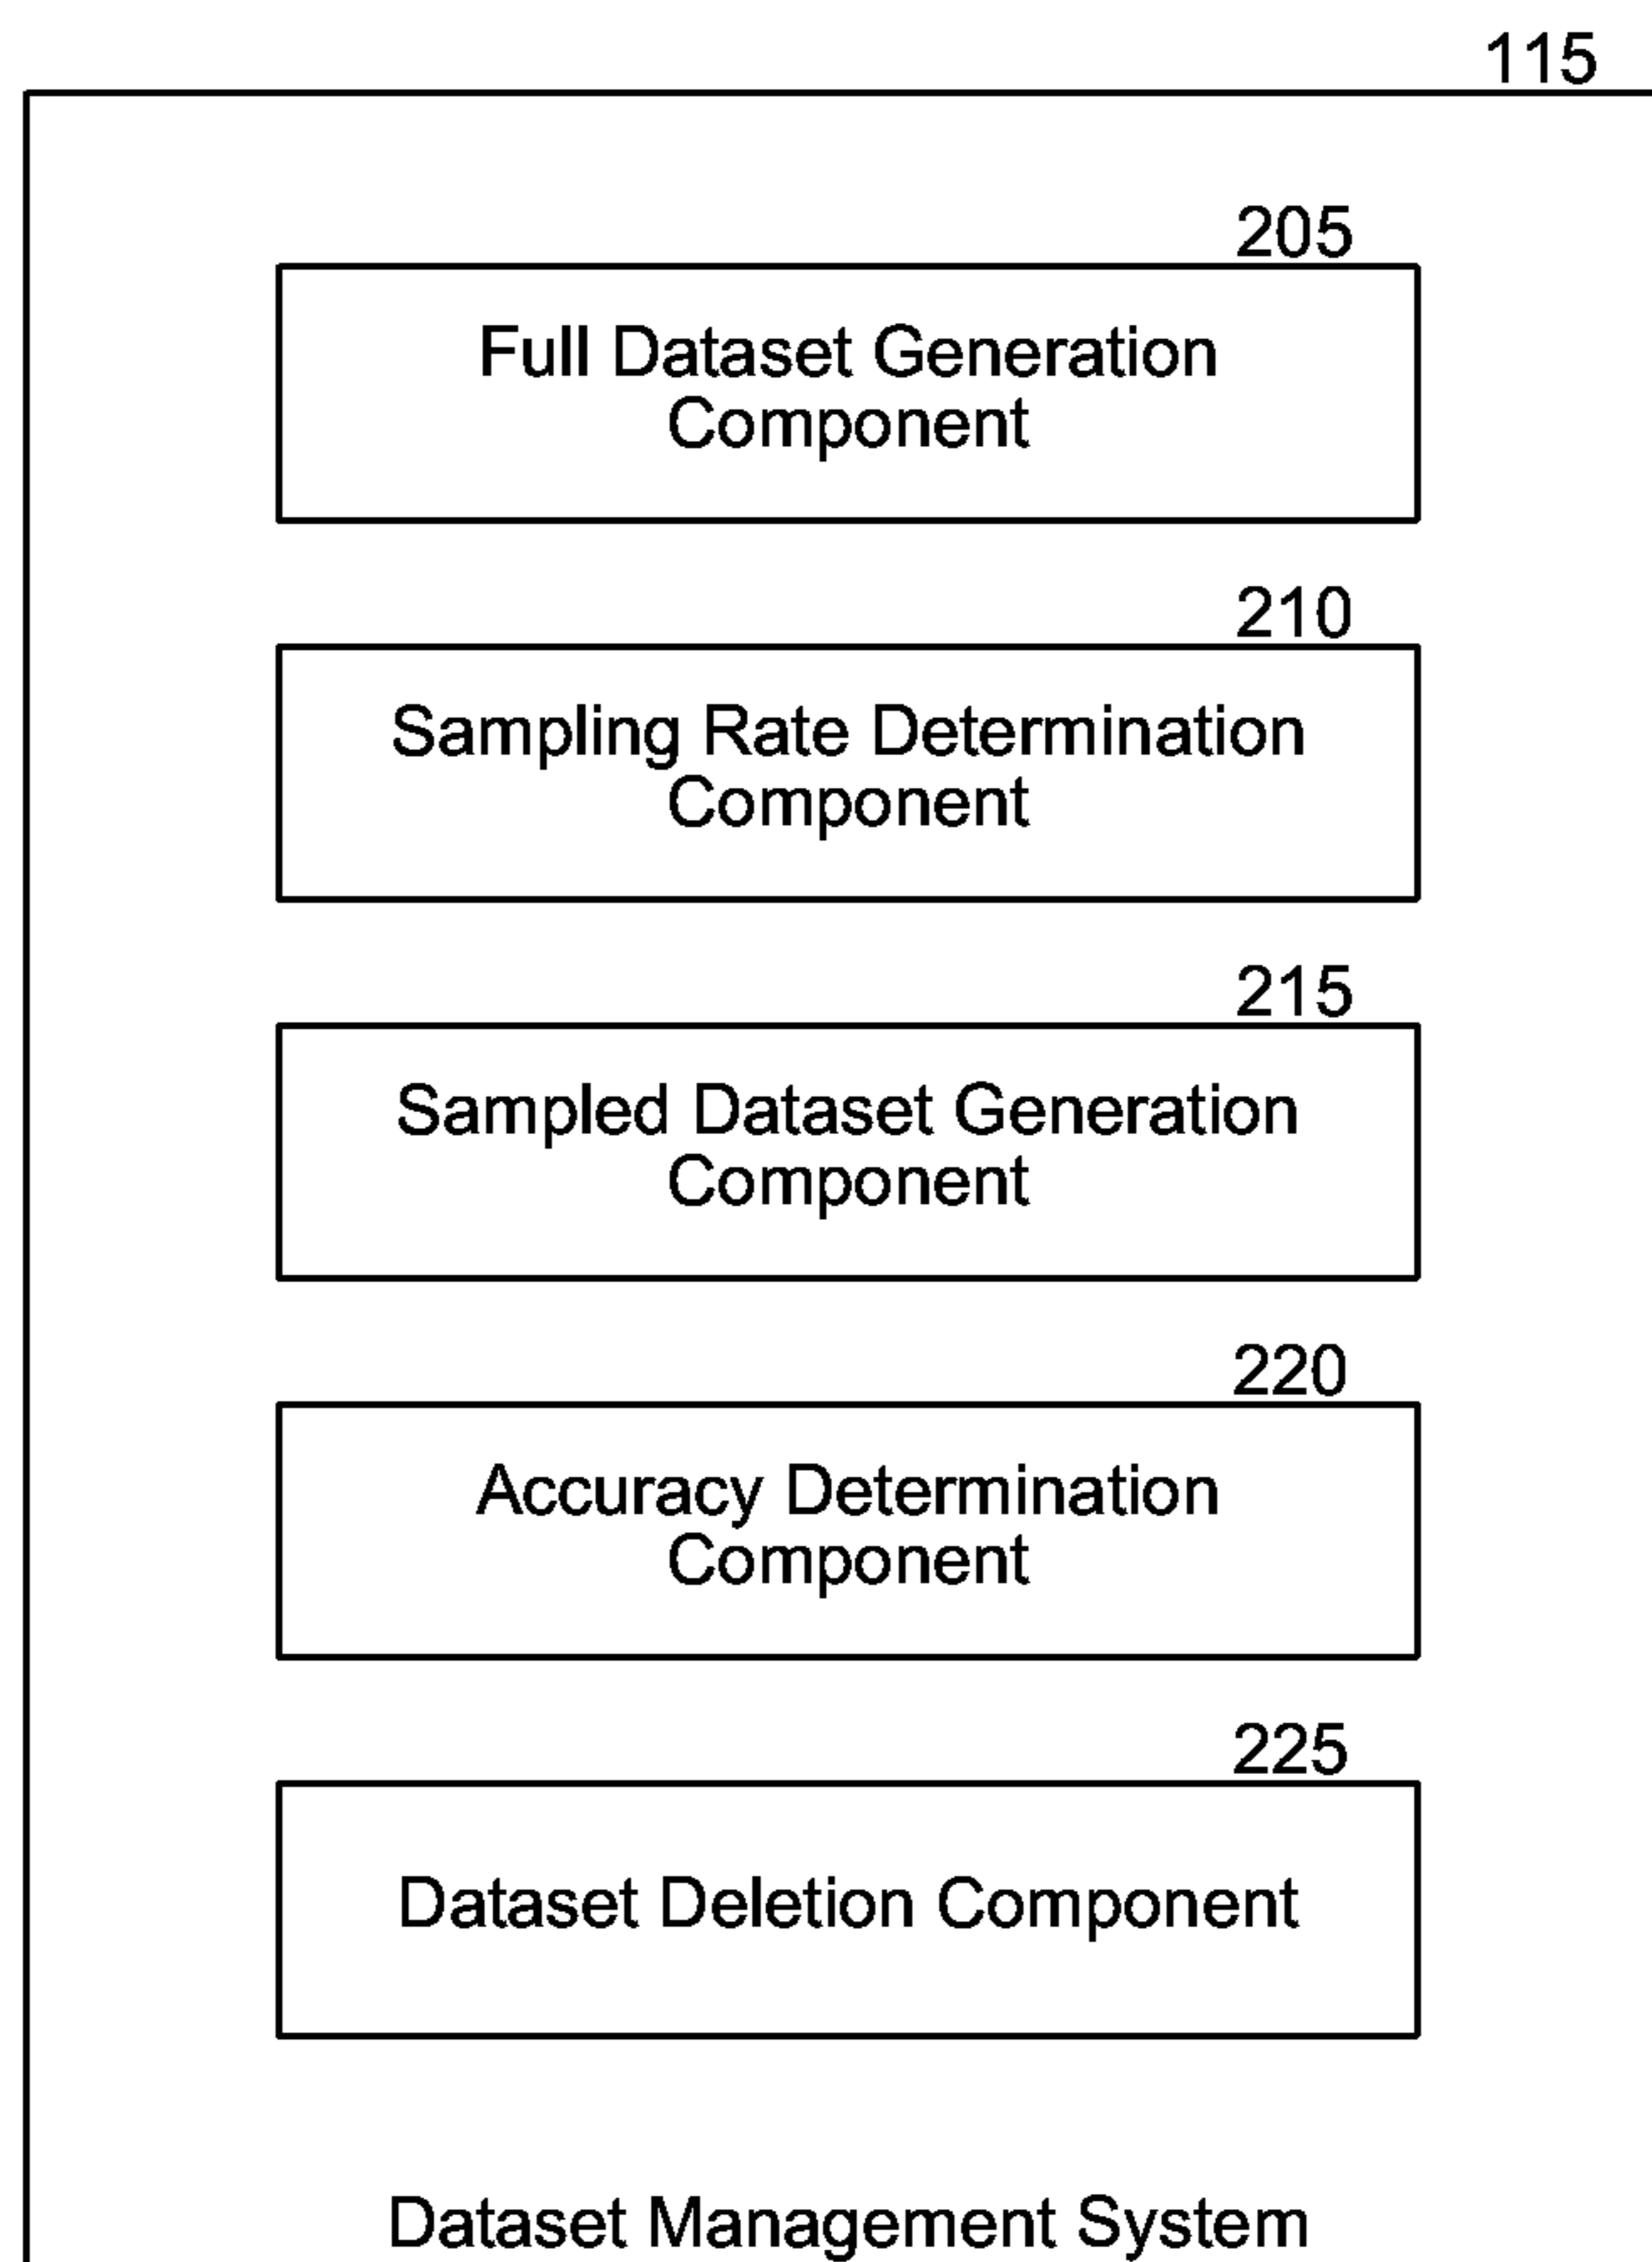 115
205
Full Dataset Generation
Component
210
Sampling Rate Determination
Component
215
Sampled Dataset Generation
Component
220
Accuracy Determination
Component
225
Dataset Deletion Component
Dataset Management System